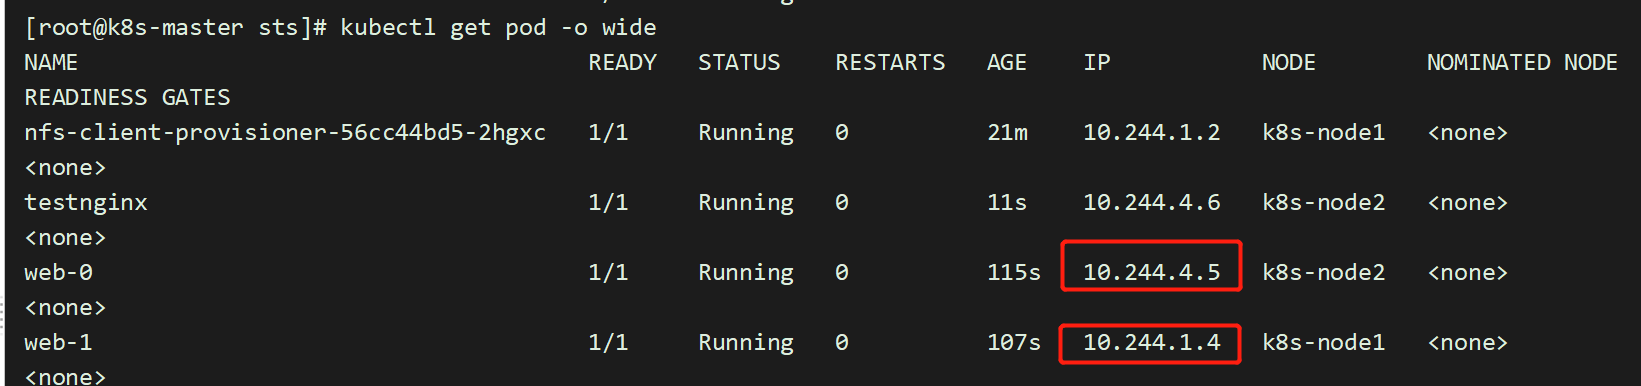 [root@k8s-master sts]# kubectl get pod -o wide
NAME READY STATUS RESTARTS AGE IP NODE NOMINATED NODE
READINESS GATES
nfs-client-provisioner-56cc44bd5-2hgxc 1/1 Running 0 21m 10.244.1.2 k8s-node1 <none>
<none>
testnginx 1/1 Running 0 11s 10.244.4.6 k8s-node2 <none>
<none>
web-0 1/1 Running 0 115s 10.244.4.5 k8s-node2 <none>
<none>
web-1 1/1 Running 0 107s 10.244.1.4 k8s-node1 <none>
<none>